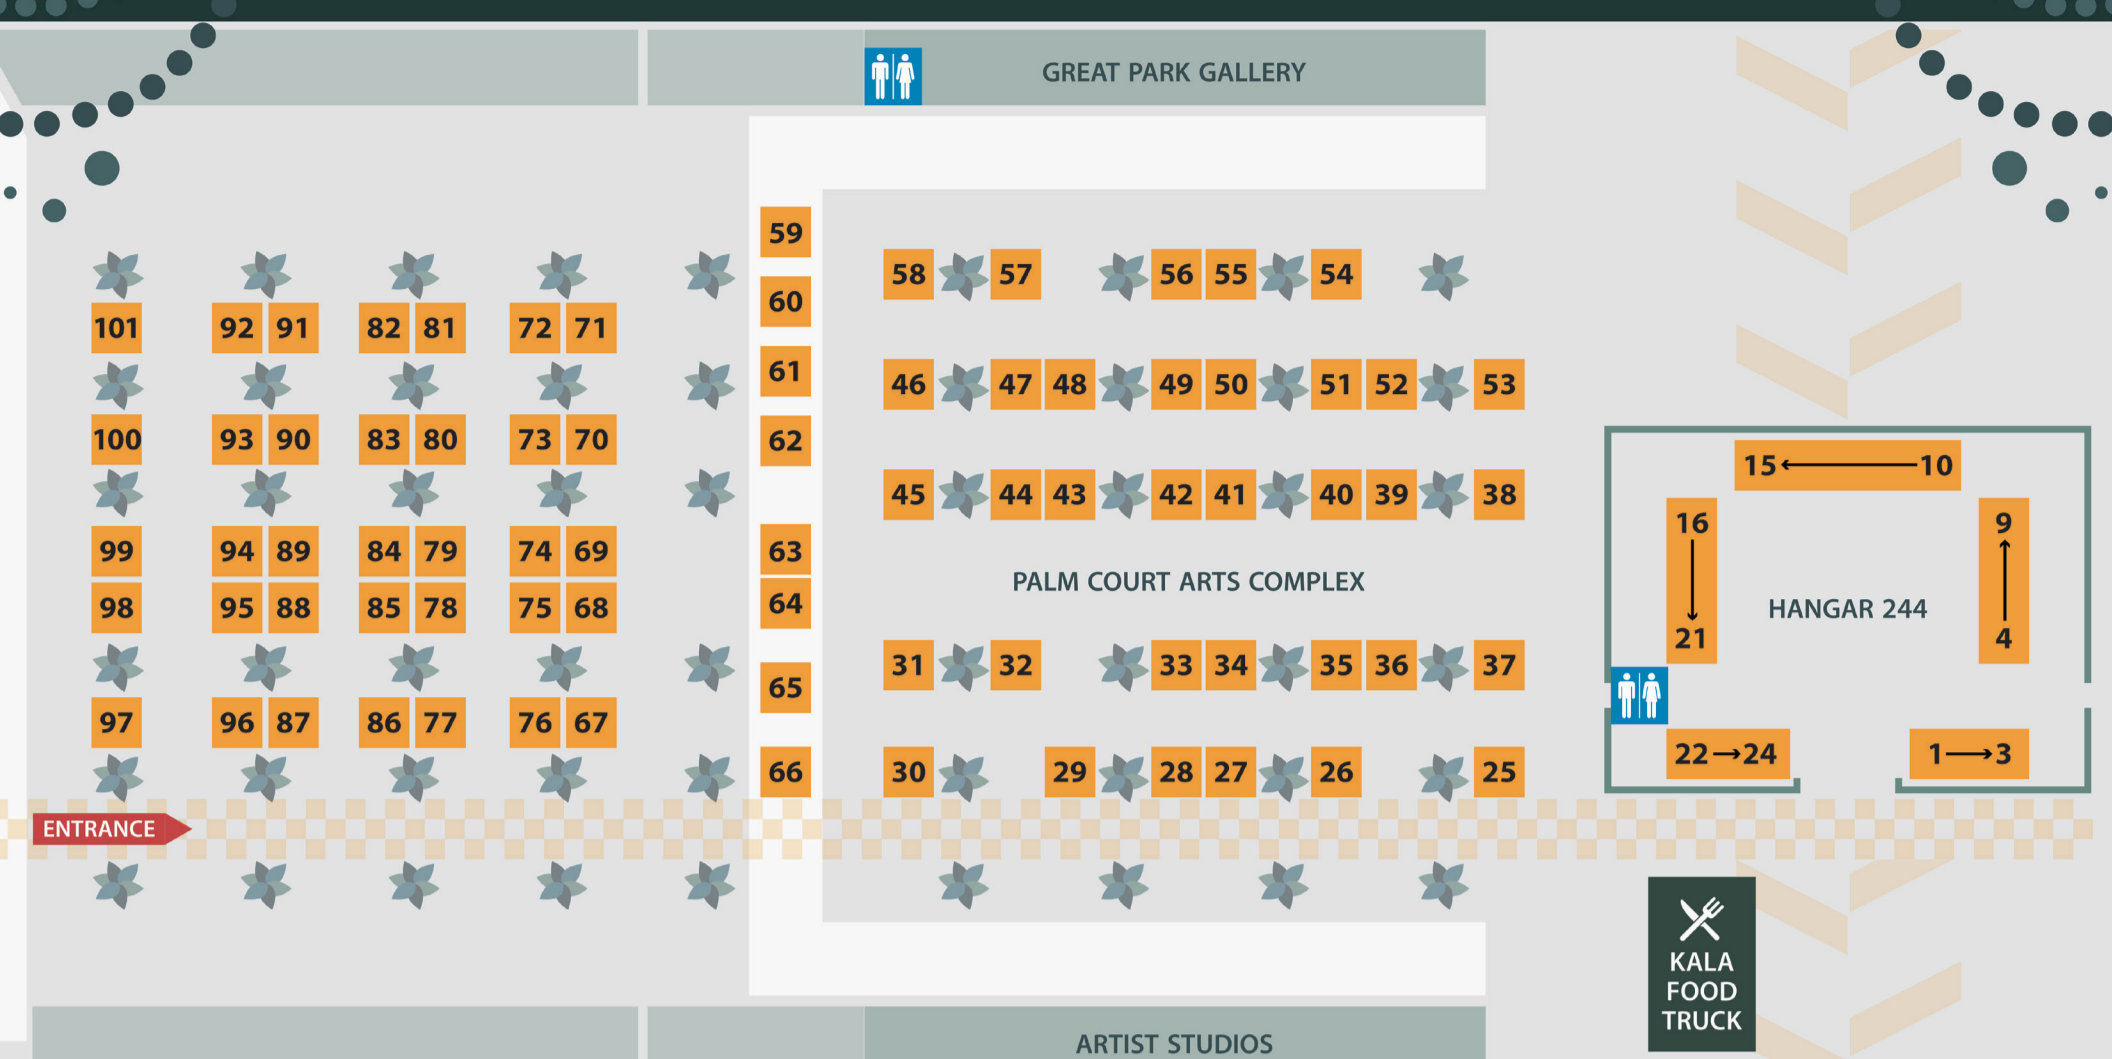 GREAT PARK GALLERY
59
58 57 56 55 54
60
101 92 91 82 81 72 71
61
46 47 48 49 50 51 52 53
100 93 90 83 80 73 70
62
15 10
45 44 43 42 41 40 39 38
16 9
99 94 89 84 79 74 69
63
PALM COURT ARTS COMPLEX
98 95 88 85 78 75 68
64
HANGAR 244
21 4
31 32 33 34 35 36 37
65
97 96 87 86 77 76 67
22→24
1→3
66
30 29 28 27 26 25
ENTRANCE
KALA
FOOD
TRUCK
ARTIST STUDIOS